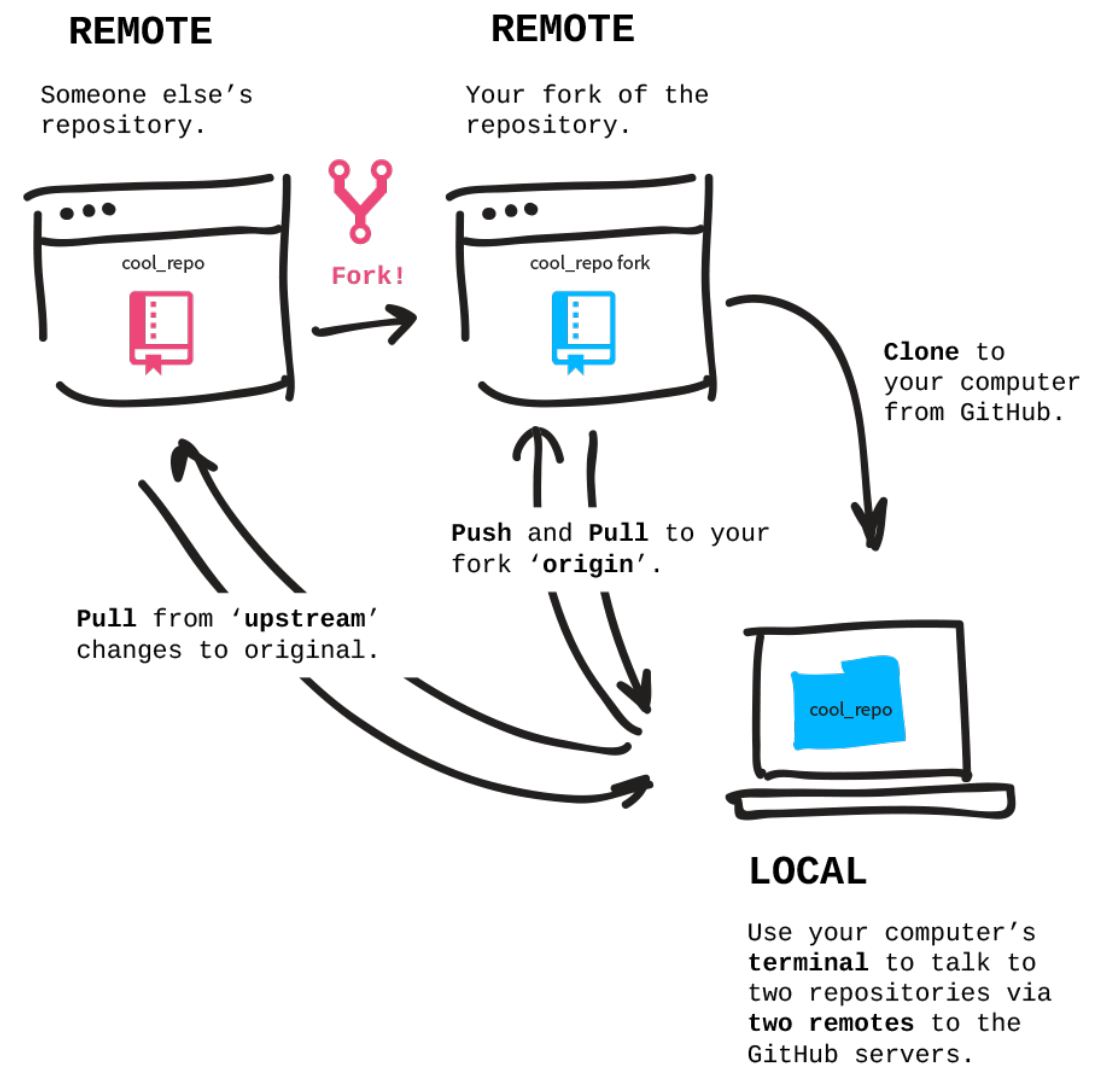 REMOTE
Someone else’s
repository.
cool_repo
Fork!
REMOTE
Your fork of the
repository.
cool_repo fork
Clone to
your computer
from GitHub.
Push and Pull to your
fork ‘origin’.
Pull from ‘upstream’
changes to original.
cool_repo
LOCAL
Use your computer’s
terminal to talk to
two repositories via
two remotes to the
GitHub servers.